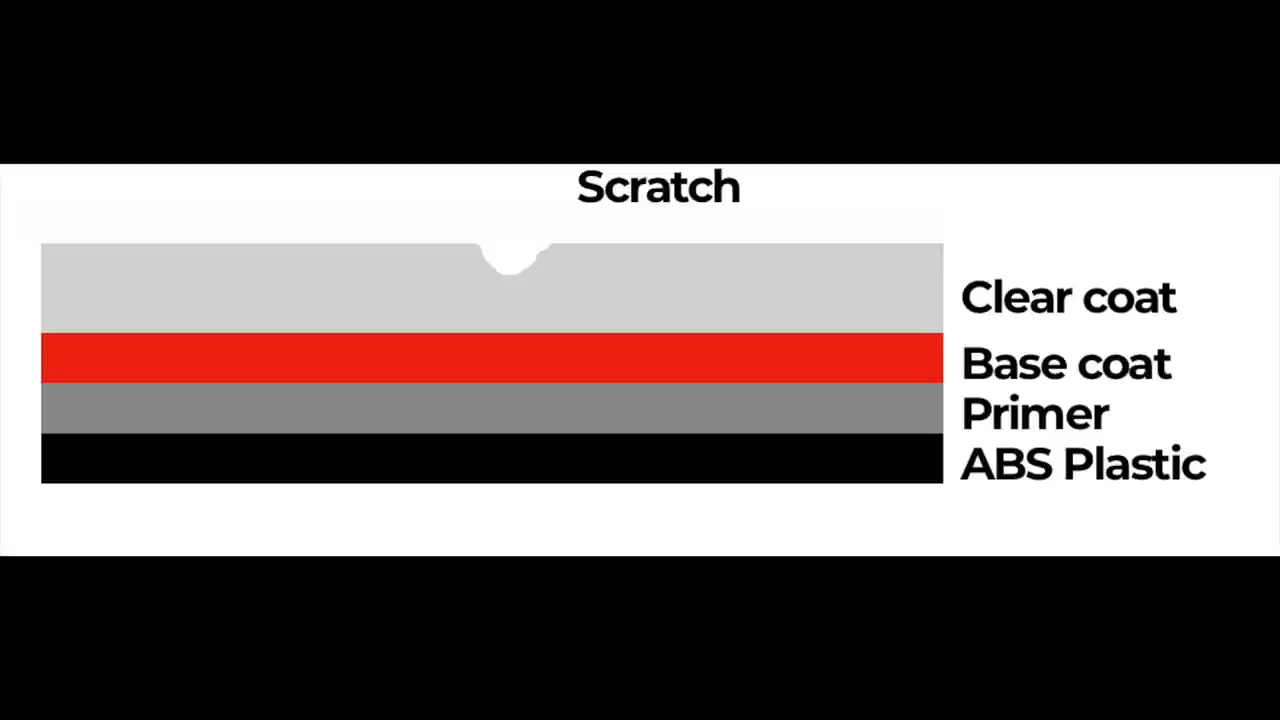 Scratch
Clear coat
Base coat
Primer
ABS Plastic